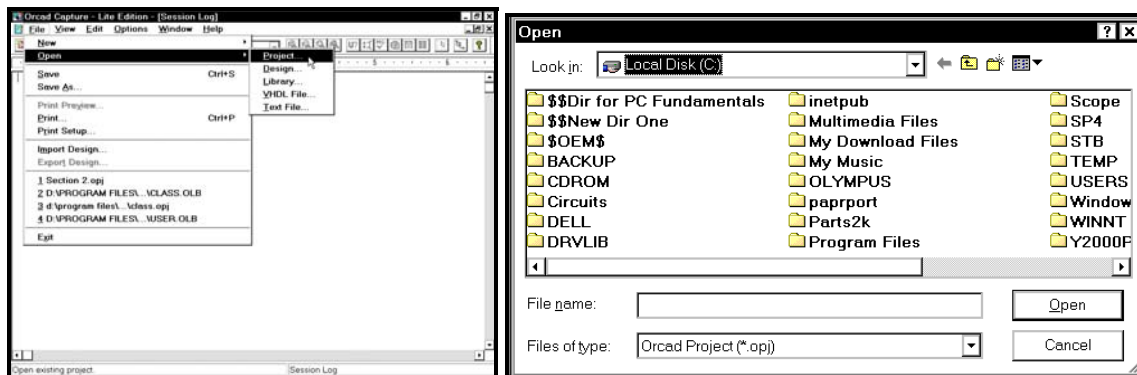 Orcad Capture - Lite Edition - [Session Log]
File View Edit Options Window Help
New
Open
Project...
Design...
Library...
VHDL File...
Text File...
Save Ctrl+S
Save As...
Print Preview...
Print... Ctrl+P
Print Setup...
Import Design...
Export Design...
1 Section 2.opj
2 D:\PROGRAM FILES\...\CLASS.OLB
3 d:\program files\...\class.opj
4 D:\PROGRAM FILES\...\USER.OLB
Exit
Open existing project. Session Log
Open
Look in: Local Disk (C:)
$$Dir for PC Fundamentals inetpub Scope
$$New Dir One Multimedia Files SP4
$OEM$ My Download Files STB
BACKUP My Music TEMP
CDROM OLYMPUS USERS
Circuits paprport Window
DELL Parts2k WINNT
DRVLIB Program Files Y2000F
File name: Open
Files of type: Orcad Project (*.opj) Cancel